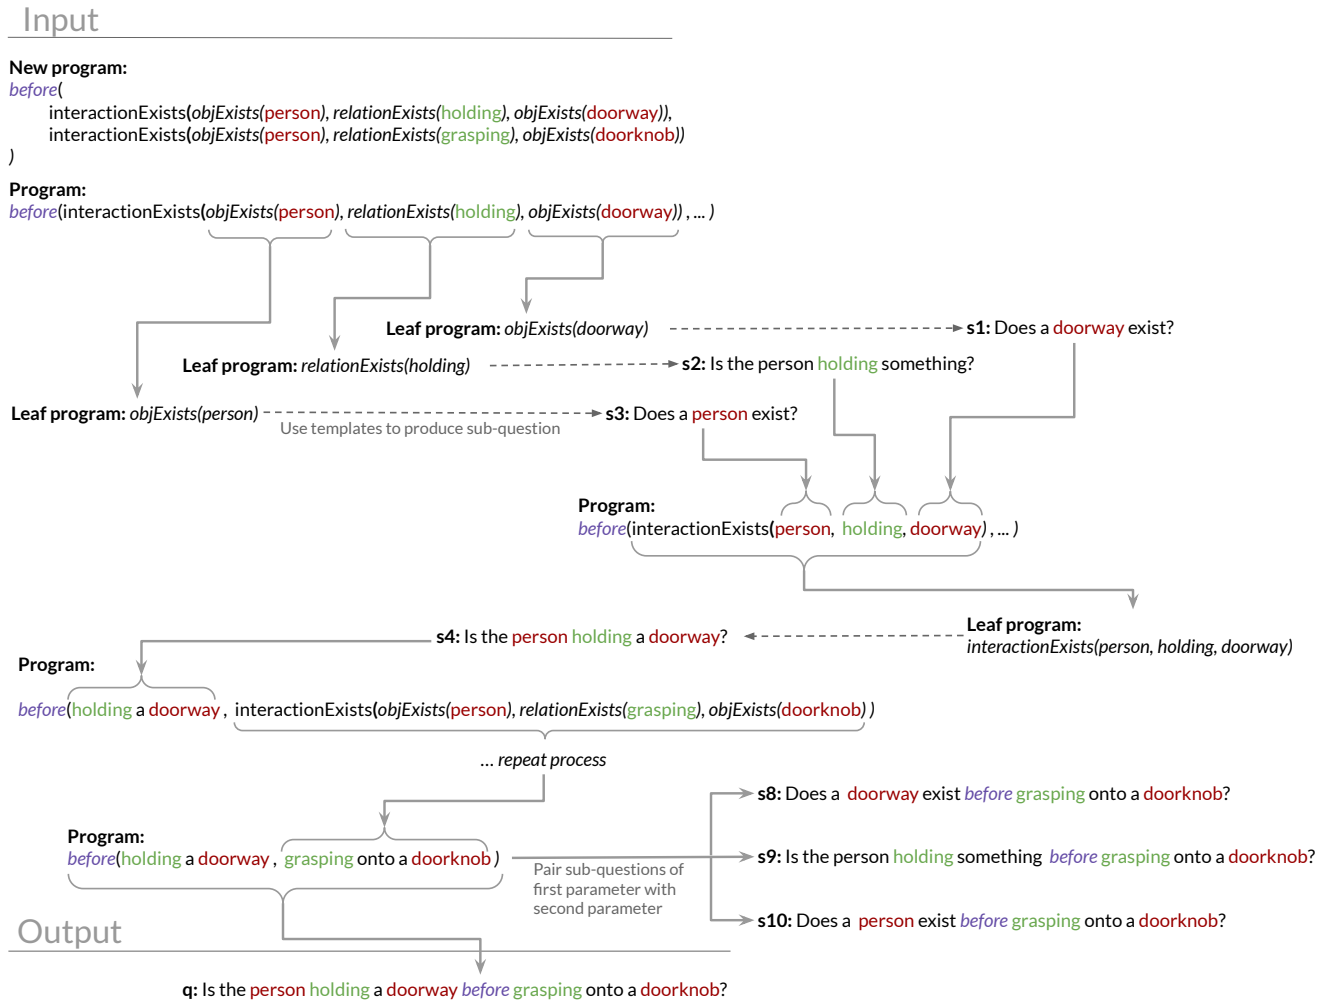 Input
New program:
before(
interactionExists(objExists(person), relationExists(holding), objExists(doorway)),
interactionExists(objExists(person), relationExists(grasping), objExists(doorknob))
)
Program:
before(interactionExists(objExists(person), relationExists(holding), objExists(doorway)) , ... )
Leaf program: objExists(doorway)
s1: Does a doorway exist?
Leaf program: relationExists(holding)
s2: Is the person holding something?
Leaf program: objExists(person)
s3: Does a person exist?
Use templates to produce sub-question
Program:
before(interactionExists(person, holding, doorway) , ... )
Leaf program:
interactionExists(person, holding, doorway)
s4: Is the person holding a doorway?
Program:
before(holding a doorway , interactionExists(objExists(person), relationExists(grasping), objExists(doorknob) )
... repeat process
Program:
before(holding a doorway , grasping onto a doorknob )
Pair sub-questions of
first parameter with
second parameter
s8: Does a doorway exist before grasping onto a doorknob?
s9: Is the person holding something before grasping onto a doorknob?
s10: Does a person exist before grasping onto a doorknob?
Output
q: Is the person holding a doorway before grasping onto a doorknob?